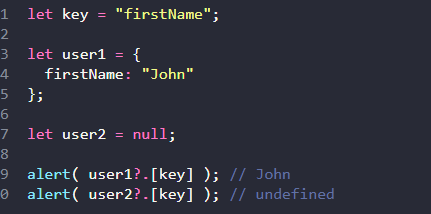 1 let key = "firstName";
2
3 let user1 = {
4   firstName: "John"
5 };
6
7 let user2 = null;
8
9 alert( user1?.[key] ); // John
0 alert( user2?.[key] ); // undefined